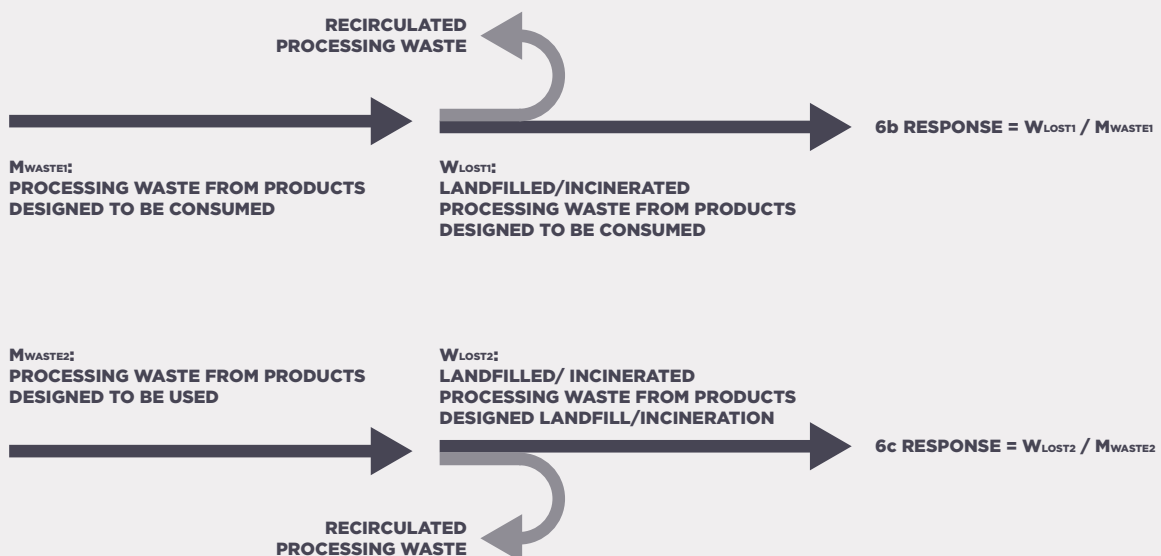 RECIRCULATED
PROCESSING WASTE
6b RESPONSE = WLOST1 / MWASTE1
MWASTE1:
PROCESSING WASTE FROM PRODUCTS
DESIGNED TO BE CONSUMED
WLOST1:
LANDFILLED/INCINERATED
PROCESSING WASTE FROM PRODUCTS
DESIGNED TO BE CONSUMED
MWASTE2:
PROCESSING WASTE FROM PRODUCTS
DESIGNED TO BE USED
WLOST2:
LANDFILLED/ INCINERATED
PROCESSING WASTE FROM PRODUCTS
DESIGNED LANDFILL/INCINERATION
6c RESPONSE = WLOST2 / MWASTE2
RECIRCULATED
PROCESSING WASTE